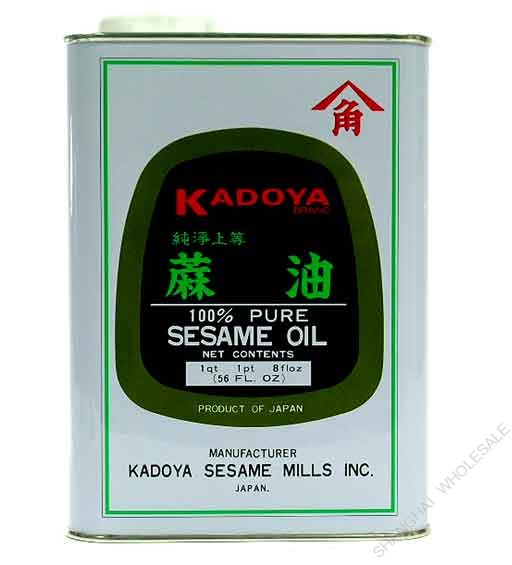 角
KADOYA
BRAND
純淨上等
蔴油
100% PURE
SESAME OIL
NET CONTENTS
1qt 1pt 8floz
(56 FL. OZ)
PRODUCT OF JAPAN
MANUFACTURER
KADOYA SESAME MILLS INC.
JAPAN.
SHANGHAI WHOLESALE